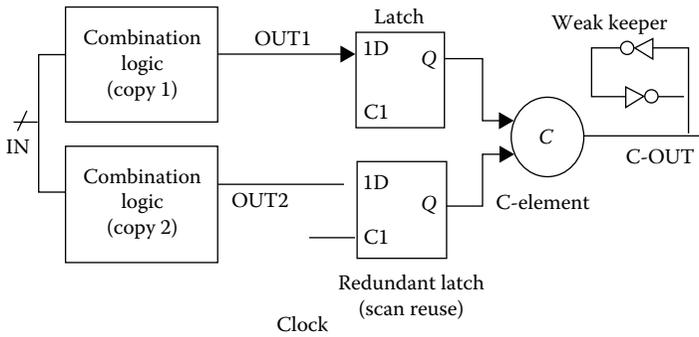 Combination
logic
(copy 1)
OUT1
Latch
1D
Q
C1
Weak keeper
IN
C
C-OUT
Combination
logic
(copy 2)
OUT2
1D
Q
C1
C-element
Redundant latch
(scan reuse)
Clock